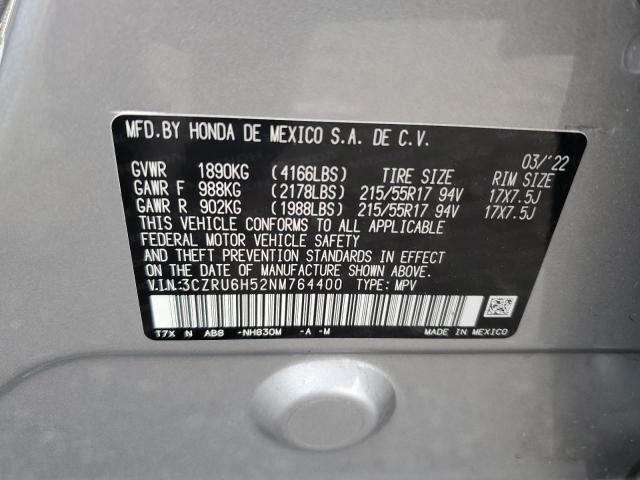 MFD.BY HONDA DE MEXICO S.A. DE C.V.
03/'22
GVWR 1890KG (4166LBS) TIRE SIZE RIM SIZE
GAWR F 988KG (2178LBS) 215/55R17 94V 17X7.5J
GAWR R 902KG (1988LBS) 215/55R17 94V 17X7.5J
THIS VEHICLE CONFORMS TO ALL APPLICABLE
FEDERAL MOTOR VEHICLE SAFETY
AND THEFT PREVENTION STANDARDS IN EFFECT
ON THE DATE OF MANUFACTURE SHOWN ABOVE.
V.I.N.:3CZRU6H52NM764400 TYPE: MPV
T7X N AB8 -NH830M -A -M MADE IN MEXICO